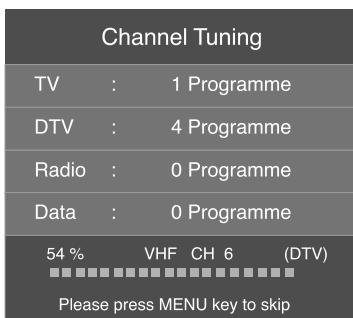 Channel Tuning
TV : 1 Programme
DTV : 4 Programme
Radio : 0 Programme
Data : 0 Programme
54 % VHF CH 6 (DTV)
Please press MENU key to skip